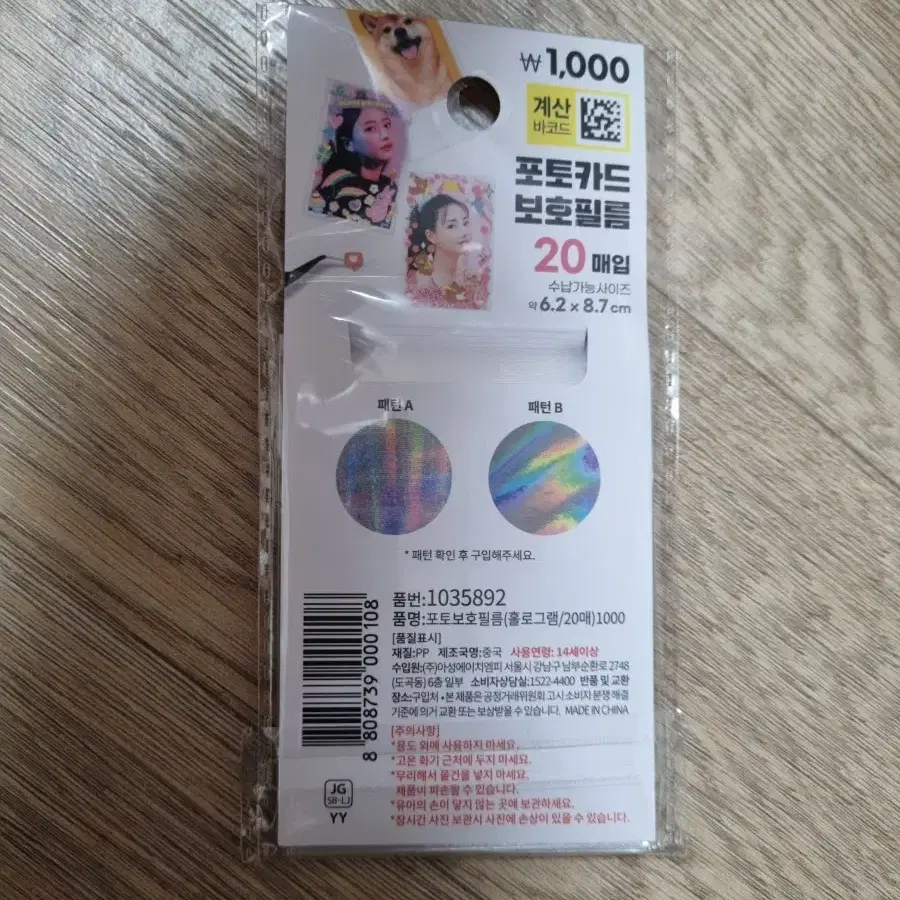 ₩1,000
계산
바코드
포토카드
보호필름
20 매입
수납가능사이즈
약 6.2 x 8.7 cm
패턴 A
패턴 B
* 패턴 확인 후 구입해주세요.
품번:1035892
품명:포토보호필름(홀로그램/20매)1000
[품질표시]
재질:PP 제조국명:중국 사용연령: 14세이상
수입원:(주)아성에이치엠피 서울시 강남구 남부순환로 2748
(도곡동) 6층 일부 소비자상담실:1522-4400 반품 및 교환
장소:구입처 • 본 제품은 공정거래위원회 고시 소비자 분쟁 해결
기준에 의거 교환 또는 보상받을 수 있습니다. MADE IN CHINA
[주의사항]
*용도 외에 사용하지 마세요.
*고온 화기 근처에 두지 마세요.
*무리해서 물건을 넣지 마세요.
제품이 파손될 수 있습니다.
*유아의 손이 닿지 않는 곳에 보관하세요.
*장시간 사진 보관시 사진에 손상이 있을 수 있습니다.
8 808739 000108
JG
SB-LJ
YY